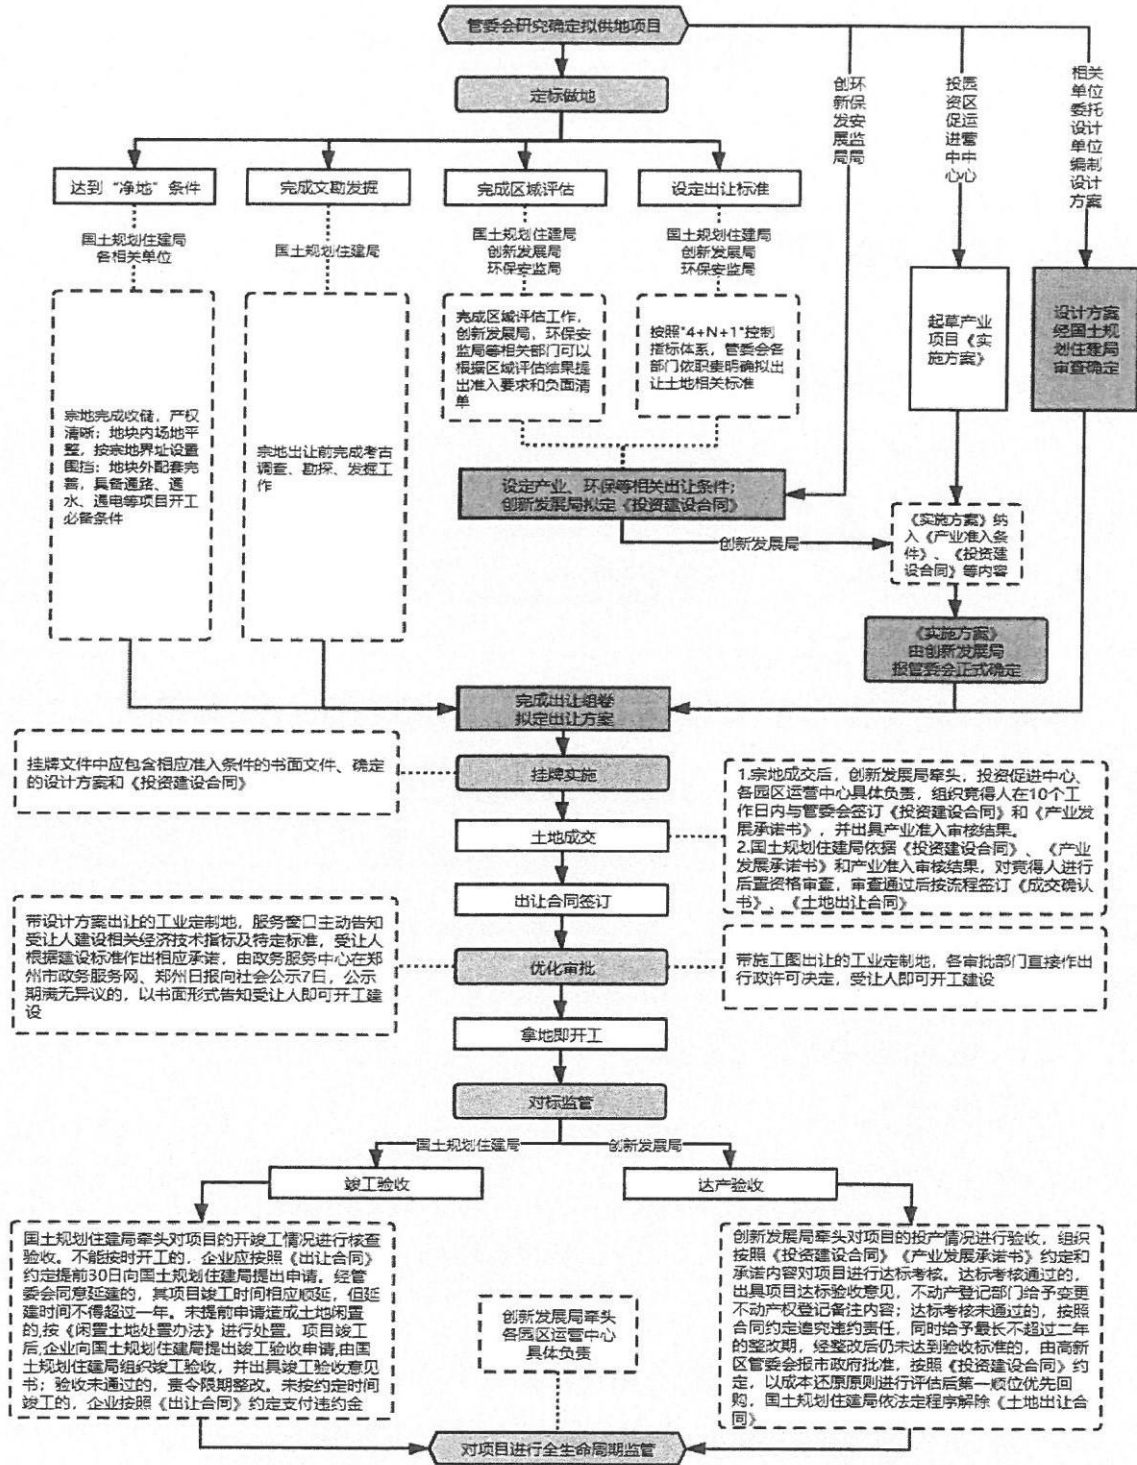 管委会研究确定拟供地项目
定标做地
创新发展局
环保安监局
投资促进中心
园区运营中心
相关单位委托设计单位编制设计方案
达到“净地”条件
完成文勘发掘
完成区域评估
设定出让标准
国土规划住建局
各相关单位
国土规划住建局
国土规划住建局
创新发展局
环保安监局
国土规划住建局
创新发展局
环保安监局
宗地完成收储，产权
清晰；地块内场地平
整，按宗地界址设置
围挡；地块外配套完
善，具备通路、通
水、通电等项目开工
必备条件
宗地出让前完成考古
调查、勘探、发掘工
作
完成区域评估工作，
创新发展局，环保安
监局等相关部门可以
根据区域评估结果提
出准入要求和负面清
单
按照"4+N+1"控制
指标体系，管委会各
部门依职责明确拟出
让土地相关标准
起草产业
项目《实
施方案》
设计方案
经国土规
划住建局
审查确定
设定产业、环保等相关出让条件；
创新发展局拟定《投资建设合同》
创新发展局
《实施方案》纳
入《产业准入条
件》、《投资建
设合同》等内容
《实施方案》
由创新发展局
报管委会正式确定
完成出让组卷
拟定出让方案
挂牌文件中应包含相应准入条件的书面文件、确定
的设计方案和《投资建设合同》
挂牌实施
土地成交
1.宗地成交后，创新发展局牵头，投资促进中心、
各园区运营中心具体负责，组织竞得人在10个工
作日内与管委会签订《投资建设合同》和《产业发
展承诺书》，并出具产业准入审核结果。
2.国土规划住建局依据《投资建设合同》、《产业
发展承诺书》和产业准入审核结果，对竞得人进行
后置资格审查，审查通过后按流程签订《成交确认
书》、《土地出让合同》
出让合同签订
带设计方案出让的工业定制地，服务窗口主动告知
受让人建设相关经济技术指标及特定标准，受让人
根据建设标准作出相应承诺，由政务服务中心在郑
州市政务服务网、郑州日报向社会公示7日，公示
期满无异议的，以书面形式告知受让人即可开工建
设
优化审批
带施工图出让的工业定制地，各审批部门直接作出
行政许可决定，受让人即可开工建设
拿地即开工
对标监管
国土规划住建局
创新发展局
竣工验收
达产验收
国土规划住建局牵头对项目的开竣工情况进行核查
验收。不能按时开工的，企业应按照《出让合同》
约定提前30日向国土规划住建局提出申请。经管
委会同意延建的，其项目竣工时间相应顺延，但延
建时间不得超过一年。未提前申请造成土地闲置
的,按《闲置土地处置办法》进行处置。项目竣工
后,企业向国土规划住建局提出竣工验收申请,由国
土规划住建局组织竣工验收，并出具竣工验收意见
书；验收未通过的，责令限期整改。未按约定时间
竣工的，企业按照《出让合同》约定支付违约金
创新发展局牵头
各园区运营中心
具体负责
创新发展局牵头对项目的投产情况进行验收，组织
按照《投资建设合同》《产业发展承诺书》约定和
承诺内容对项目进行达标考核。达标考核通过的，
出具项目达标验收意见，不动产登记部门给予变更
不动产权登记备注内容；达标考核未通过的，按照
合同约定追究违约责任，同时给予最长不超过二年
的整改期，经整改后仍未达到验收标准的，由高新
区管委会报市政府批准，按照《投资建设合同》约
定，以成本还原原则进行评估后第一顺位优先回
购，国土规划住建局依法定程序解除《土地出让合
同》
对项目进行全生命周期监管